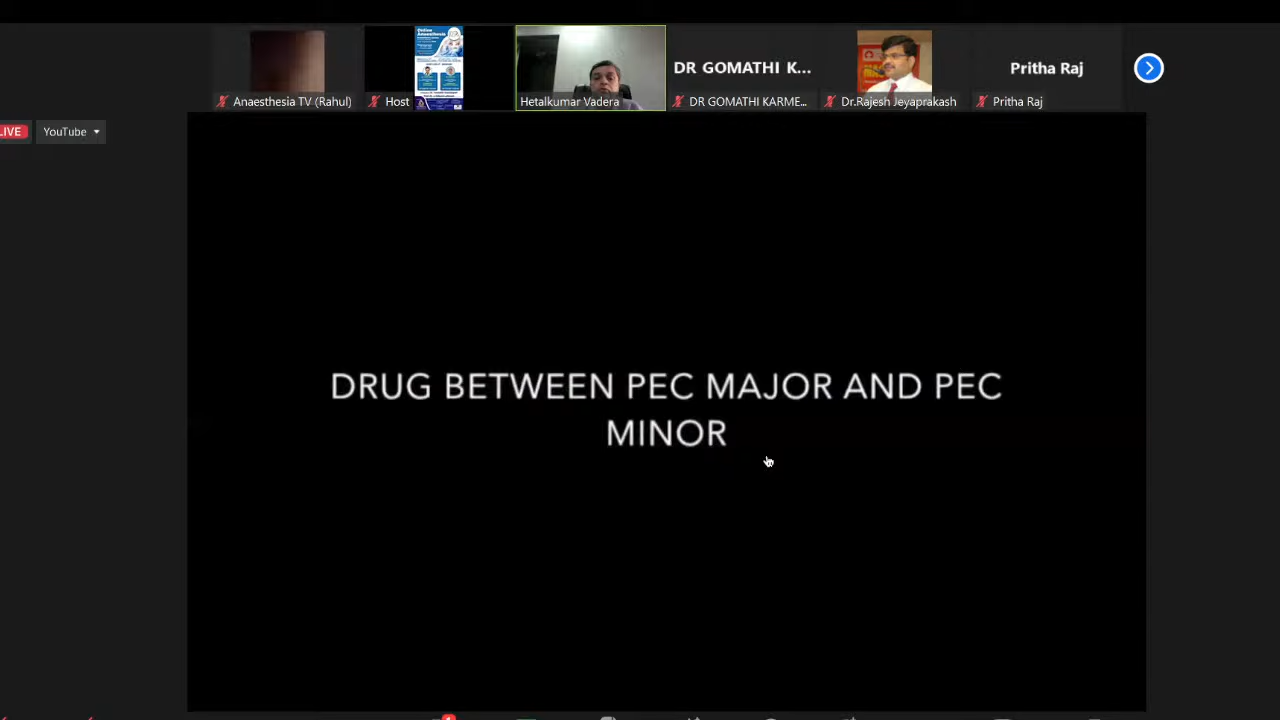 DR GOMATHI K...
Pritha Raj
Anaesthesia TV (Rahul)
Host
Hetalkumar Vadera
DR GOMATHI KARME...
Dr.Rajesh Jeyaprakash
Pritha Raj
LIVE
YouTube
DRUG BETWEEN PEC MAJOR AND PEC
MINOR